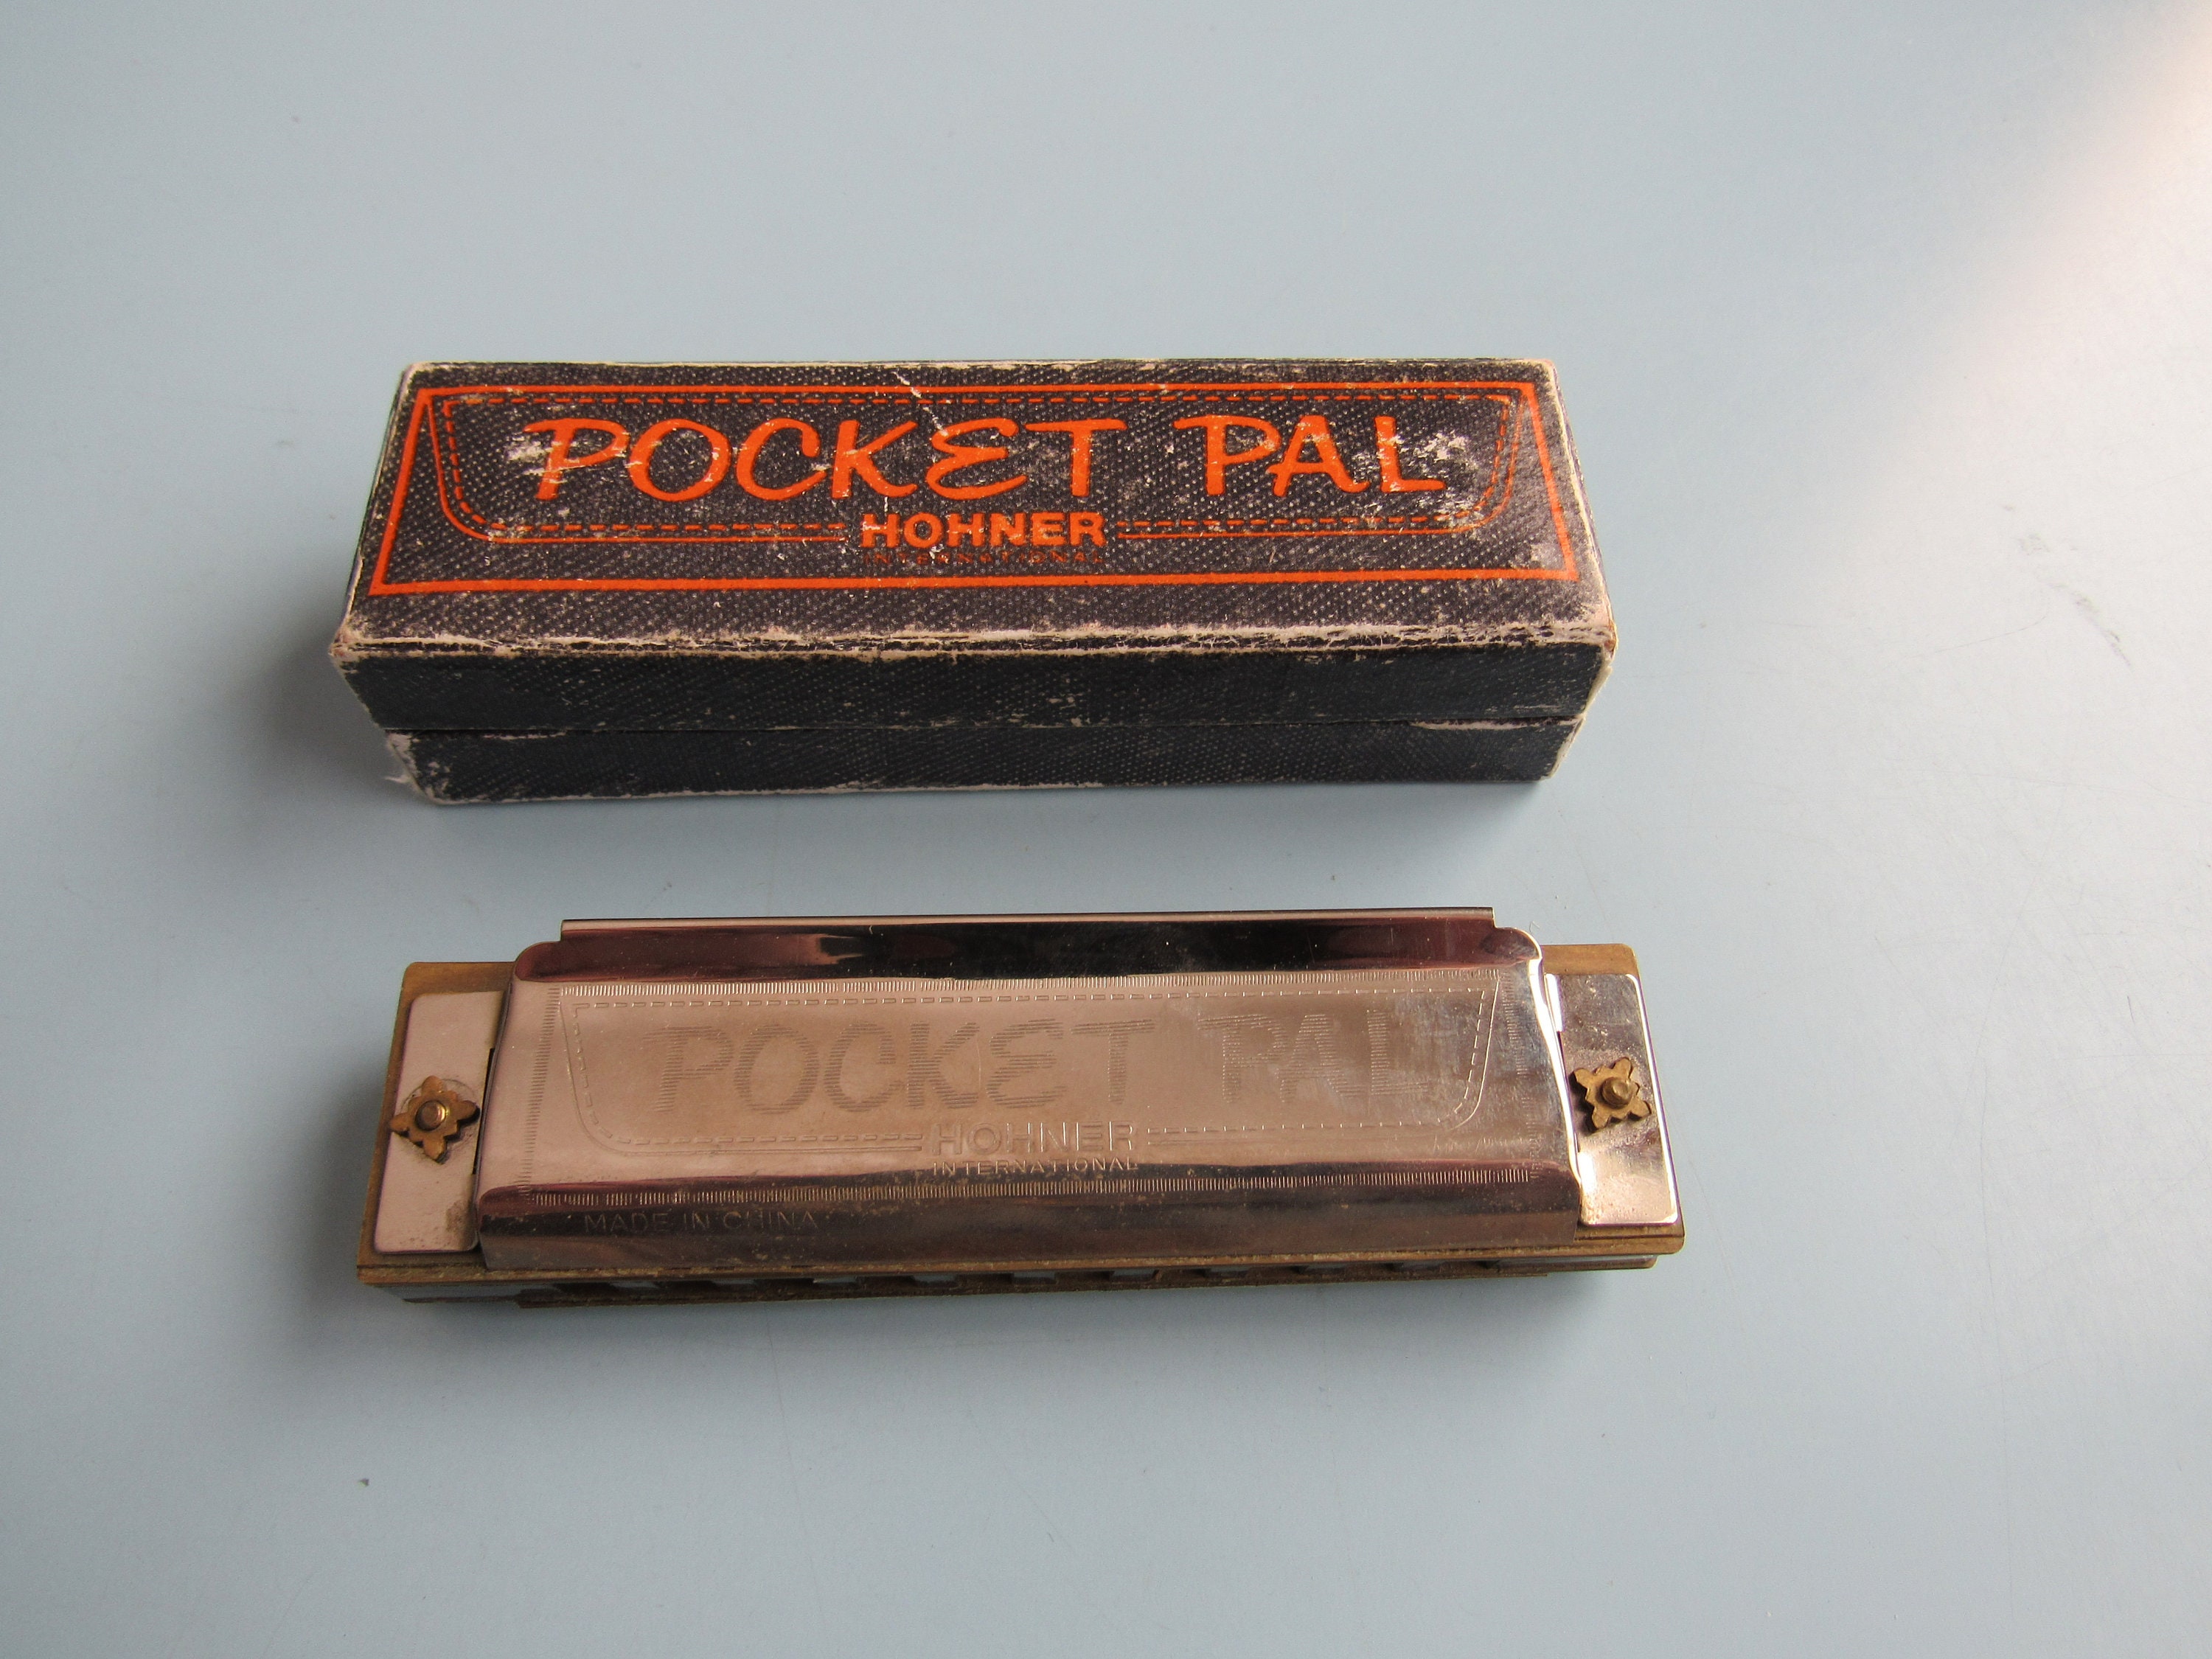 POCKET PAL
HOHNER
INTERNATIONAL
POCKET PAL
HOHNER
INTERNATIONAL
MADE IN CHINA